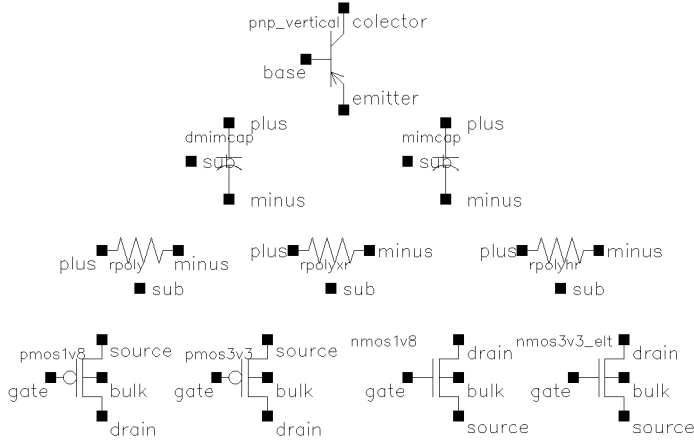 pnp_vertical colector
base
emitter
plus plus
dmimcap mimcap
sub sub
minus minus
plus rpoly minus plus rpolyxr minus plus rpolyhr minus
sub sub sub
pmos1v8 source pmos3v3 source nmos1v8 drain nmos3v3_elt drain
gate bulk gate bulk gate bulk gate bulk
drain drain source source